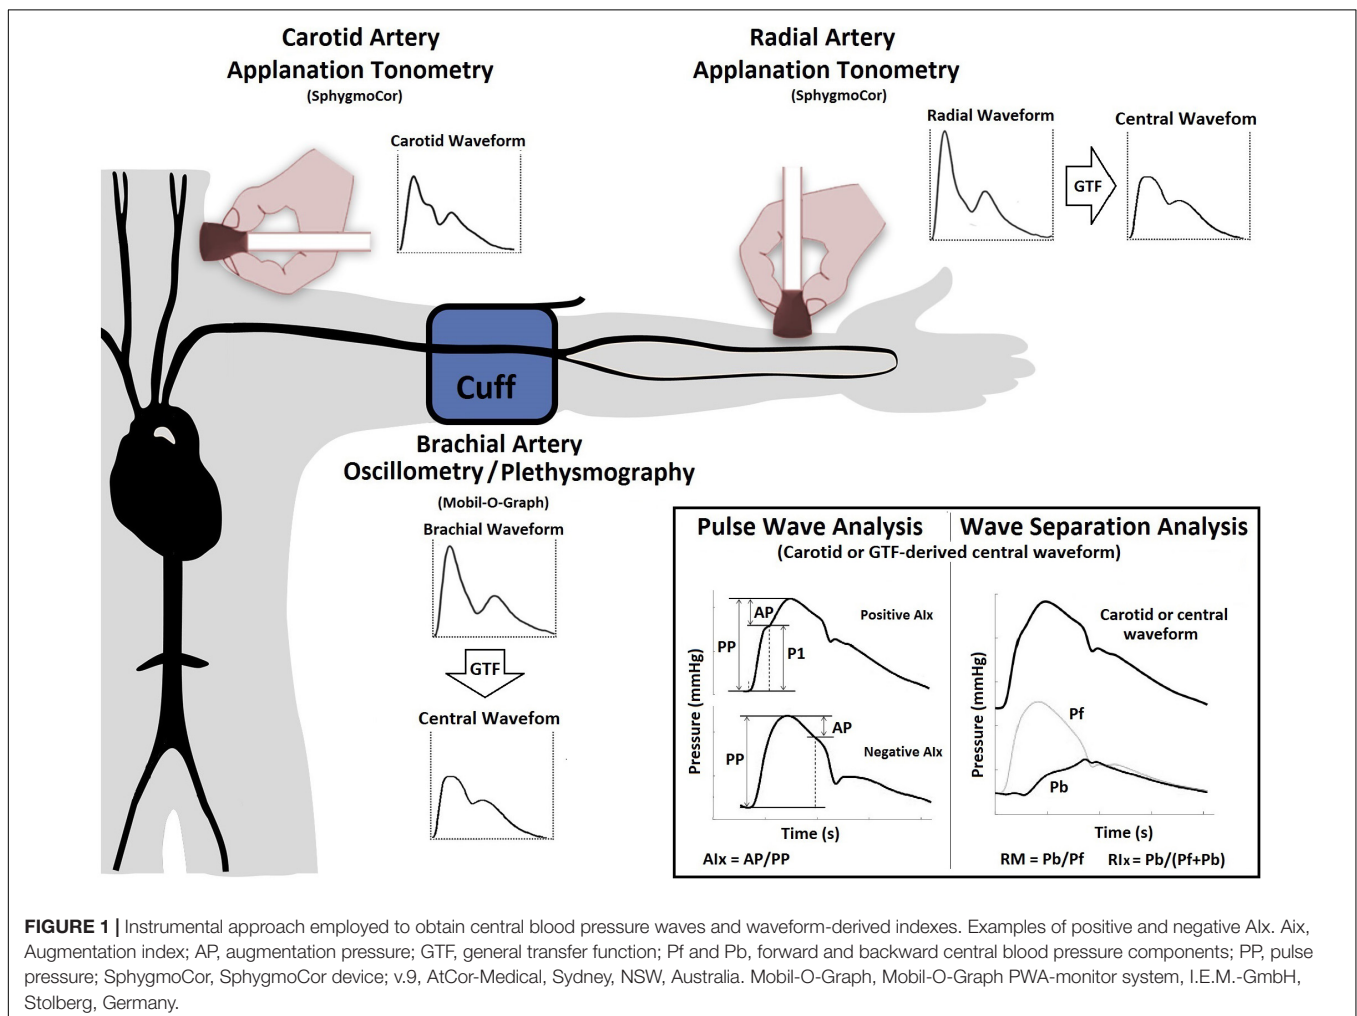 Carotid Artery
Applanation Tonometry
(SphygmoCor)
Carotid Waveform
Radial Artery
Applanation Tonometry
(SphygmoCor)
Radial Waveform
GTF
Central Wavefom
Cuff
Brachial Artery
Oscillometry/Plethysmography
(Mobil-O-Graph)
Brachial Waveform
GTF
Central Wavefom
Pulse Wave Analysis
Wave Separation Analysis
(Carotid or GTF-derived central waveform)
AP
Positive AIx
PP
P1
Pressure (mmHg)
AP
PP
Negative AIx
Time (s)
AIx = AP/PP
Carotid or central
waveform
Pressure (mmHg)
Pf
Pb
Time (s)
RM = Pb/Pf
RIx = Pb/(Pf+Pb)
FIGURE 1 | Instrumental approach employed to obtain central blood pressure waves and waveform-derived indexes. Examples of positive and negative AIx. Aix,
Augmentation index; AP, augmentation pressure; GTF, general transfer function; Pf and Pb, forward and backward central blood pressure components; PP, pulse
pressure; SphygmoCor, SphygmoCor device; v.9, AtCor-Medical, Sydney, NSW, Australia. Mobil-O-Graph, Mobil-O-Graph PWA-monitor system, I.E.M.-GmbH,
Stolberg, Germany.